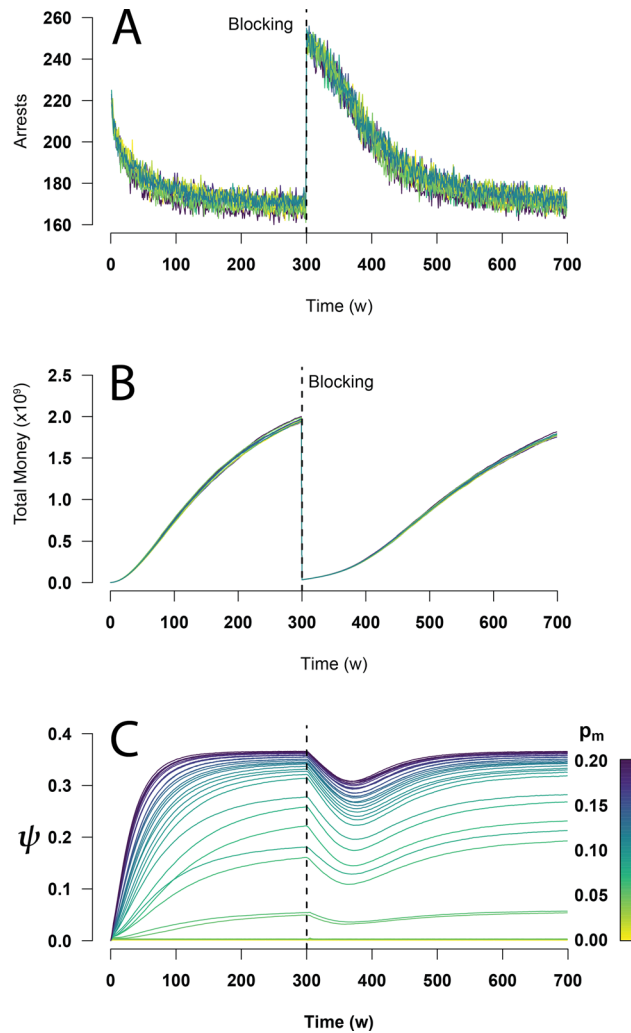 A
Blocking
Arrests
260
240
220
200
180
160
0 100 200 300 400 500 600 700
Time (w)
B
Blocking
Total Money (x10⁹)
2.5
2.0
1.5
1.0
0.5
0.0
0 100 200 300 400 500 600 700
Time (w)
C
ψ
0.4
0.3
0.2
0.1
0.0
0 100 200 300 400 500 600 700
Time (w)
pₘ
0.20
0.15
0.10
0.05
0.00